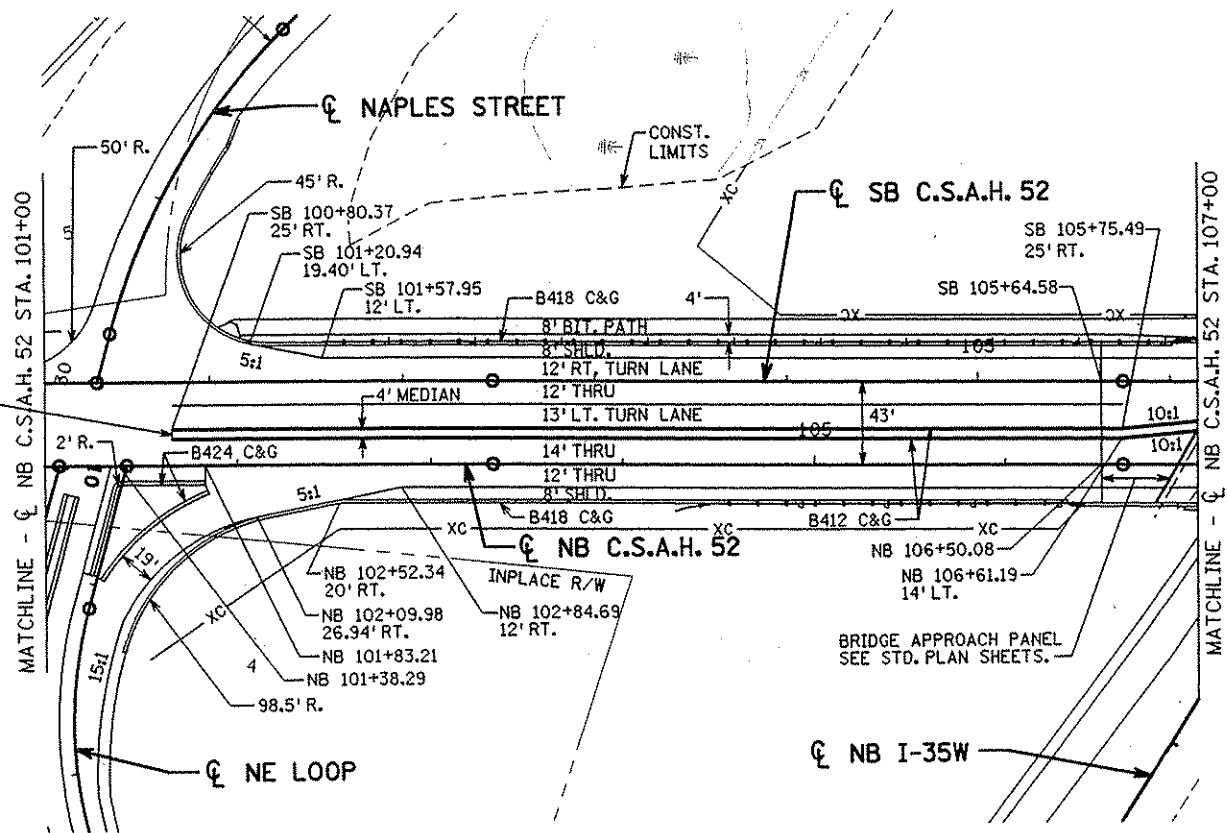 ℄ NAPLES STREET
50' R.
CONST.
LIMITS
45' R.
XC
℄ SB C.S.A.H. 52
SB 100+80.37
25' RT.
SB 105+75.49
25' RT.
SB 101+20.94
19.40' LT.
SB 101+57.95
12' LT.
SB 105+64.58
B418 C&G
4'
XC
XC
8' BIT. PATH
8' SHLD.
105
5:1
12' RT. TURN LANE
30
12' THRU
4' MEDIAN
43'
13' LT. TURN LANE
10:1
105
10:1
2' R.
B424 C&G
14' THRU
12' THRU
01
5:1
8' SHLD.
B418 C&G
B412 C&G
XC
XC
℄ NB C.S.A.H. 52
19'
NB 106+50.08
NB 102+52.34
20' RT.
INPLACE R/W
NB 106+61.19
14' LT.
XC
NB 102+09.98
26.94' RT.
NB 102+84.69
12' RT.
BRIDGE APPROACH PANEL
SEE STD. PLAN SHEETS.
NB 101+83.21
15:1
4
NB 101+38.29
98.5' R.
℄ NE LOOP
℄ NB I-35W
MATCHLINE - ℄ NB C.S.A.H. 52 STA. 101+00
MATCHLINE - ℄ NB C.S.A.H. 52 STA. 107+00